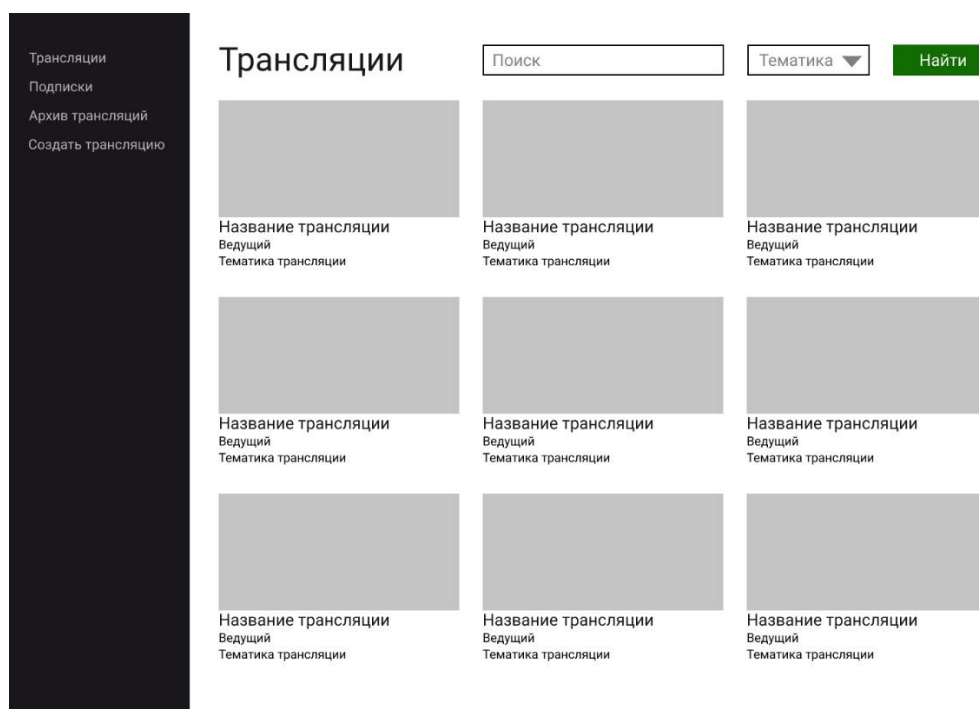 Трансляции
Подписки
Архив трансляций
Создать трансляцию
Трансляции
Поиск
Тематика
Найти
Название трансляции
Ведущий
Тематика трансляции
Название трансляции
Ведущий
Тематика трансляции
Название трансляции
Ведущий
Тематика трансляции
Название трансляции
Ведущий
Тематика трансляции
Название трансляции
Ведущий
Тематика трансляции
Название трансляции
Ведущий
Тематика трансляции
Название трансляции
Ведущий
Тематика трансляции
Название трансляции
Ведущий
Тематика трансляции
Название трансляции
Ведущий
Тематика трансляции